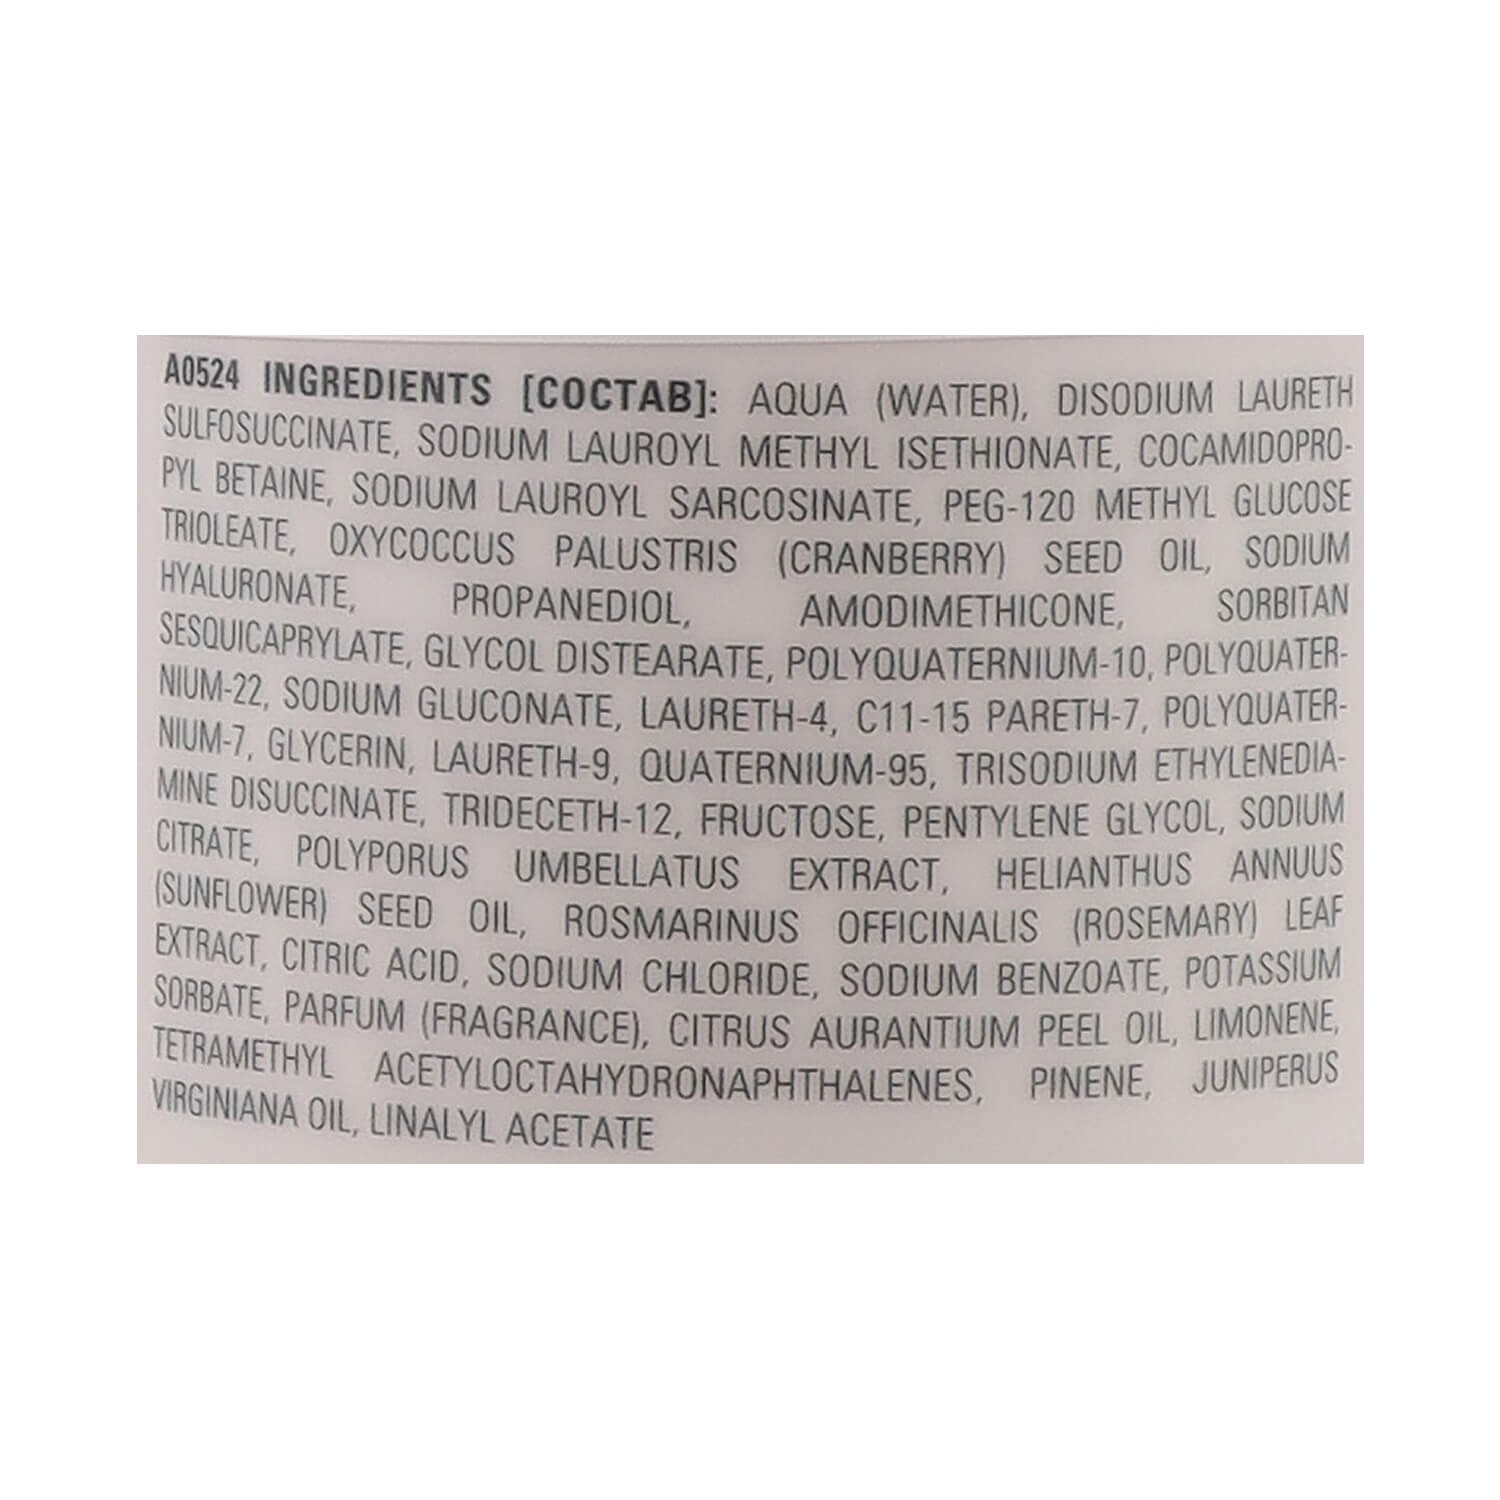 A0524 INGREDIENTS [СОСТАВ]: AQUA (WATER), DISODIUM LAURETH
SULFOSUCCINATE, SODIUM LAUROYL METHYL ISETHIONATE, COCAMIDOPRO-
PYL BETAINE, SODIUM LAUROYL SARCOSINATE, PEG-120 METHYL GLUCOSE
TRIOLEATE, OXYCOCCUS PALUSTRIS (CRANBERRY) SEED OIL, SODIUM
HYALURONATE, PROPANEDIOL, AMODIMETHICONE, SORBITAN
SESQUICAPRYLATE, GLYCOL DISTEARATE, POLYQUATERNIUM-10, POLYQUATER-
NIUM-22, SODIUM GLUCONATE, LAURETH-4, C11-15 PARETH-7, POLYQUATER-
NIUM-7, GLYCERIN, LAURETH-9, QUATERNIUM-95, TRISODIUM ETHYLENEDIA-
MINE DISUCCINATE, TRIDECETH-12, FRUCTOSE, PENTYLENE GLYCOL, SODIUM
CITRATE, POLYPORUS UMBELLATUS EXTRACT, HELIANTHUS ANNUUS
(SUNFLOWER) SEED OIL, ROSMARINUS OFFICINALIS (ROSEMARY) LEAF
EXTRACT, CITRIC ACID, SODIUM CHLORIDE, SODIUM BENZOATE, POTASSIUM
SORBATE, PARFUM (FRAGRANCE), CITRUS AURANTIUM PEEL OIL, LIMONENE,
TETRAMETHYL ACETYLOCTAHYDRONAPHTHALENES, PINENE, JUNIPERUS
VIRGINIANA OIL, LINALYL ACETATE